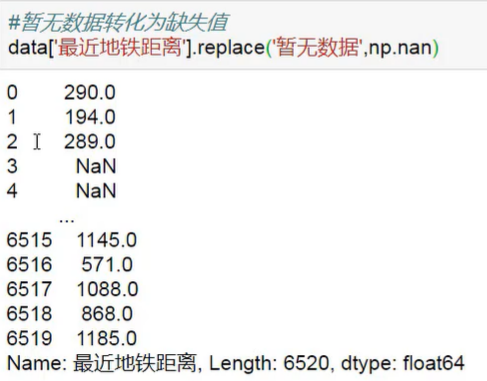 #暂无数据转化为缺失值
data['最近地铁距离'].replace('暂无数据',np.nan)
0 290.0
1 194.0
2 289.0
3 NaN
4 NaN
...
6515 1145.0
6516 571.0
6517 1088.0
6518 868.0
6519 1185.0
Name: 最近地铁距离, Length: 6520, dtype: float64